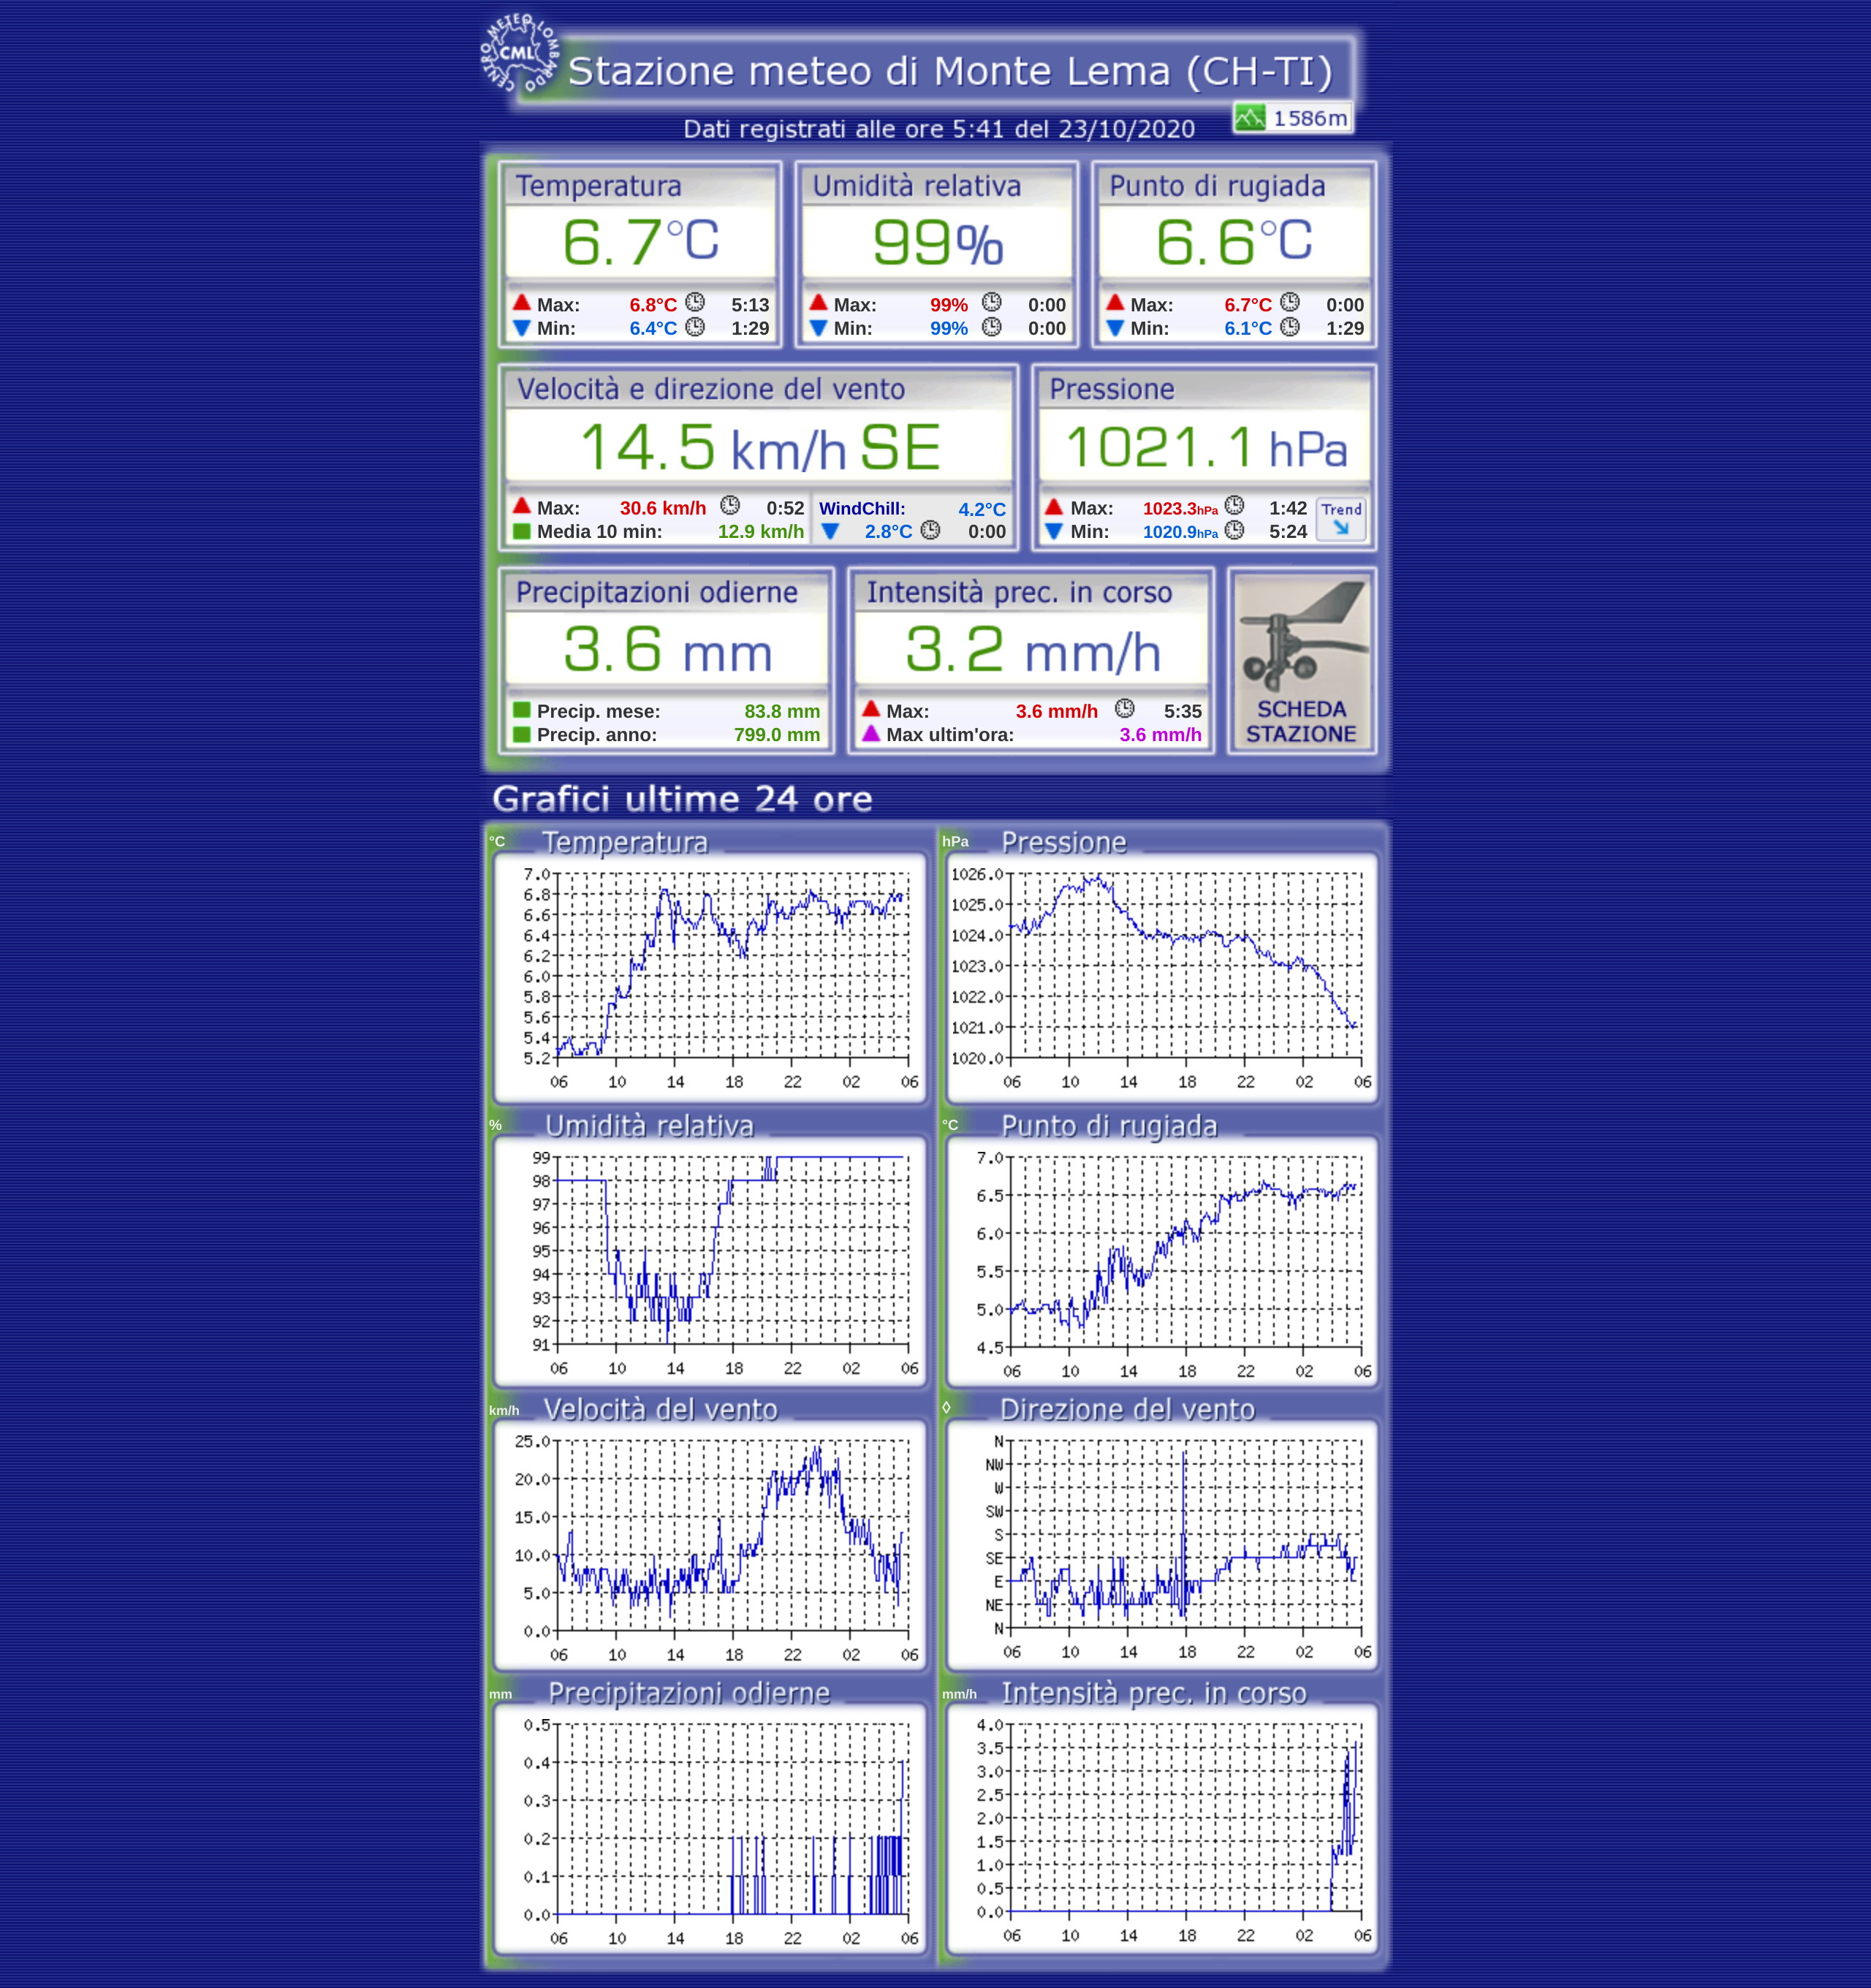 CENTRO METEO LOMBARDO
CML
Stazione meteo di Monte Lema (CH-TI)
1586m
Dati registrati alle ore 5:41 del 23/10/2020
Temperatura Umidità relativa Punto di rugiada
6.7°C 99% 6.6°C
Max: 6.8°C 5:13 Max: 99% 0:00 Max: 6.7°C 0:00
Min: 6.4°C 1:29 Min: 99% 0:00 Min: 6.1°C 1:29
Velocità e direzione del vento Pressione
14.5 km/h SE 1021.1 hPa
Max: 30.6 km/h 0:52 WindChill: 4.2°C Max: 1023.3hPa 1:42 Trend
Media 10 min: 12.9 km/h 2.8°C 0:00 Min: 1020.9hPa 5:24
Precipitazioni odierne Intensità prec. in corso
3.6 mm 3.2 mm/h
Precip. mese: 83.8 mm Max: 3.6 mm/h 5:35 SCHEDA
Precip. anno: 799.0 mm Max ultim'ora: 3.6 mm/h STAZIONE
Grafici ultime 24 ore
°C Temperatura
7.0
6.8
6.6
6.4
6.2
6.0
5.8
5.6
5.4
5.2
06 10 14 18 22 02 06
hPa Pressione
1026.0
1025.0
1024.0
1023.0
1022.0
1021.0
1020.0
06 10 14 18 22 02 06
% Umidità relativa
99
98
97
96
95
94
93
92
91
06 10 14 18 22 02 06
°C Punto di rugiada
7.0
6.5
6.0
5.5
5.0
4.5
06 10 14 18 22 02 06
km/h Velocità del vento
25.0
20.0
15.0
10.0
5.0
0.0
06 10 14 18 22 02 06
◊ Direzione del vento
N
NW
W
SW
S
SE
E
NE
N
06 10 14 18 22 02 06
mm Precipitazioni odierne
0.5
0.4
0.3
0.2
0.1
0.0
06 10 14 18 22 02 06
mm/h Intensità prec. in corso
4.0
3.5
3.0
2.5
2.0
1.5
1.0
0.5
0.0
06 10 14 18 22 02 06